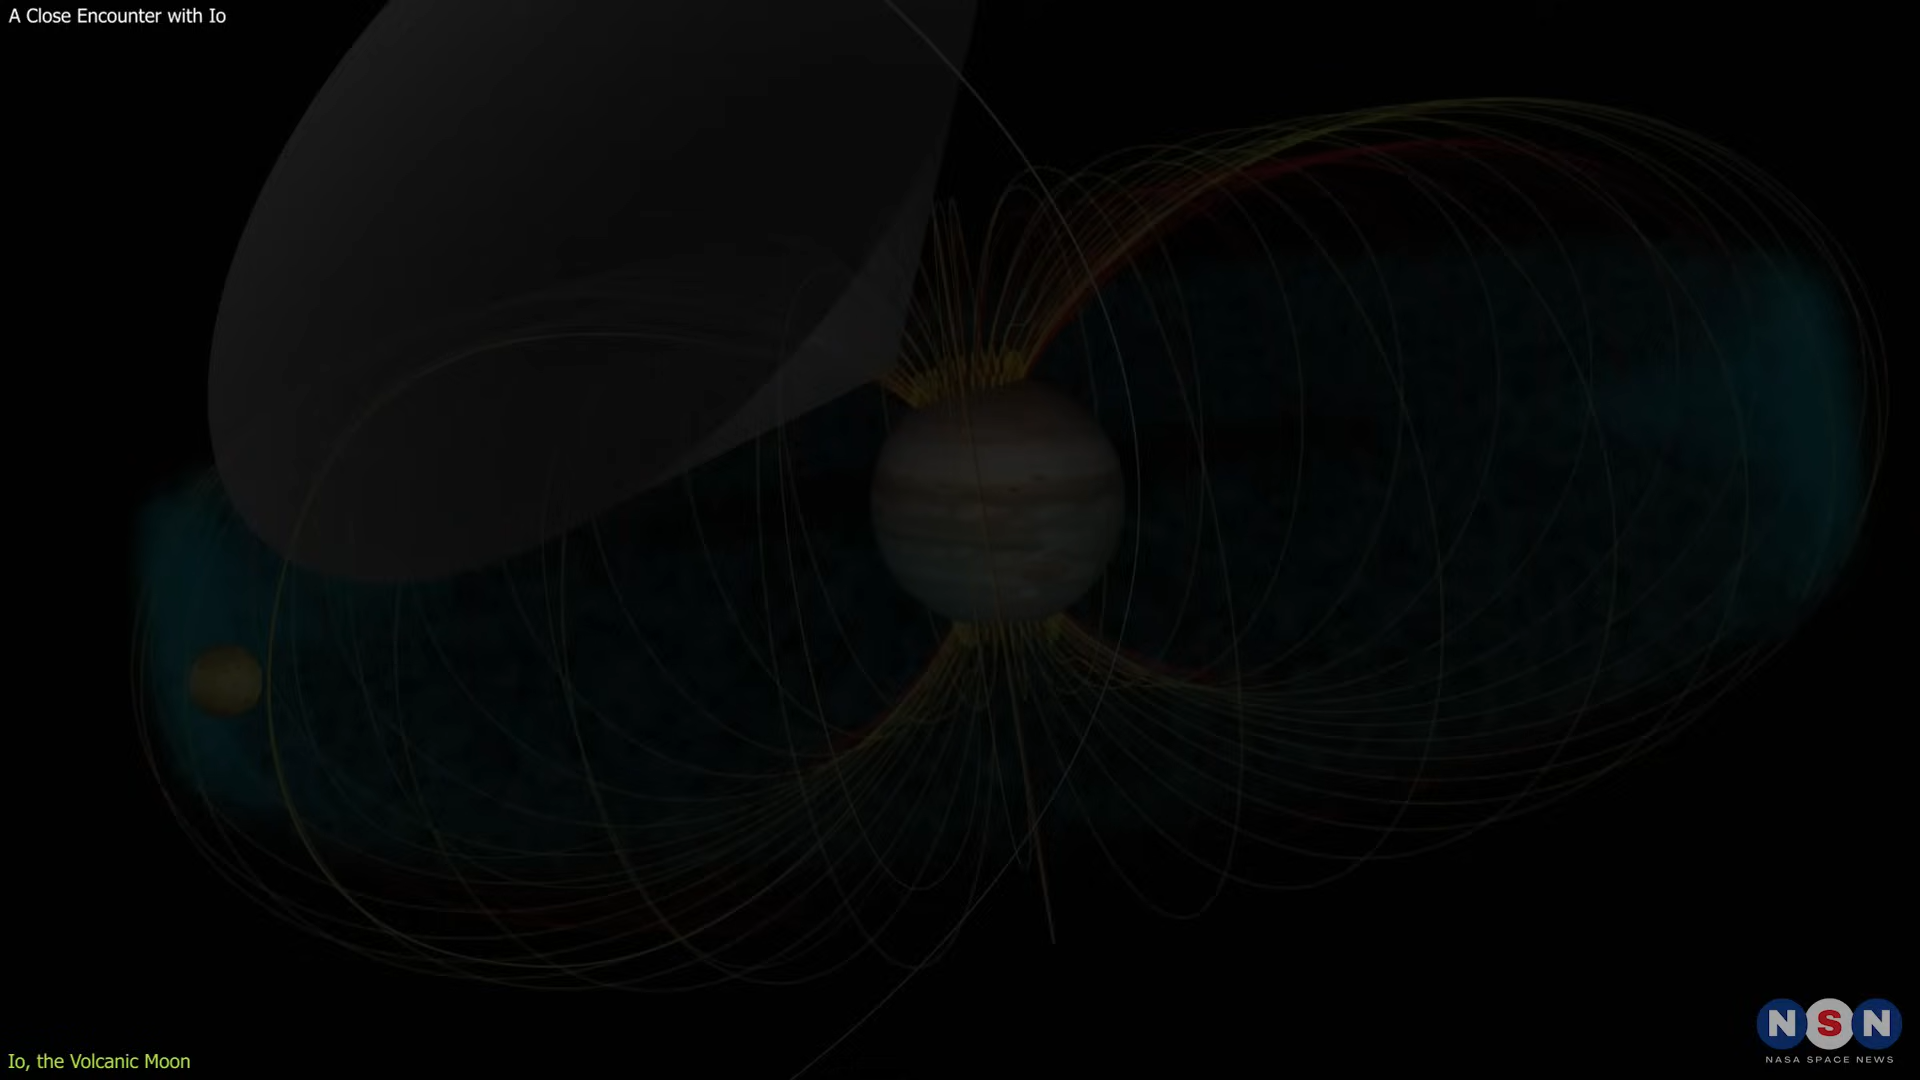 A Close Encounter with Io
Io, the Volcanic Moon
NSN
NASA SPACE NEWS